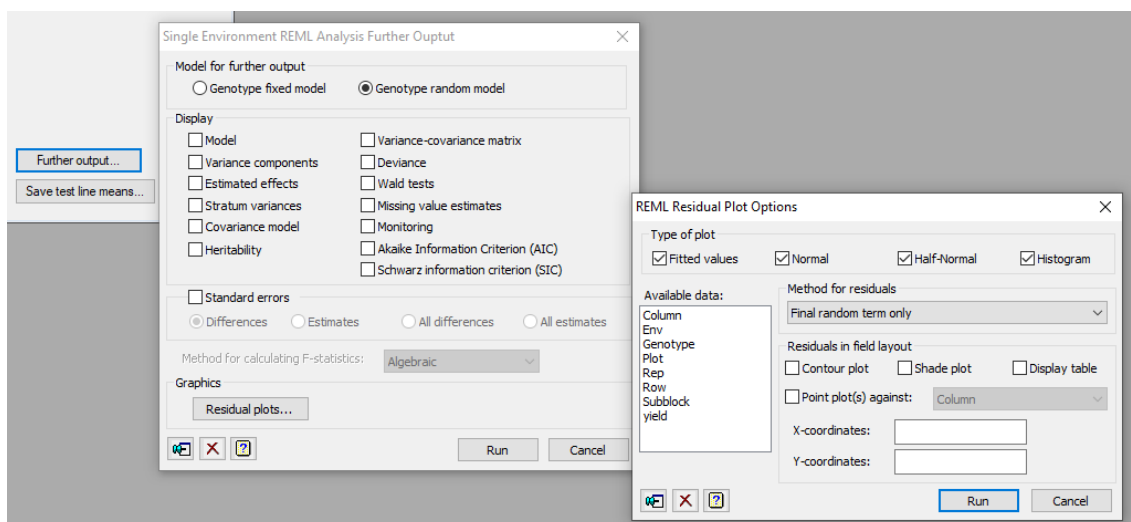 Single Environment REML Analysis Further Ouptut
Model for further output
Genotype fixed model Genotype random model
Display
Model Variance-covariance matrix
Variance components Deviance
Estimated effects Wald tests
Stratum variances Missing value estimates
Covariance model Monitoring
Heritability Akaike Information Criterion (AIC)
Schwarz information criterion (SIC)
Standard errors
Differences Estimates All differences All estimates
Method for calculating F-statistics: Algebraic
Graphics
Residual plots...
Run Cancel
Further output...
Save test line means...
REML Residual Plot Options
Type of plot
Fitted values Normal Half-Normal Histogram
Available data:
Column
Env
Genotype
Plot
Rep
Row
Subblock
yield
Method for residuals
Final random term only
Residuals in field layout
Contour plot Shade plot Display table
Point plot(s) against: Column
X-coordinates:
Y-coordinates:
Run Cancel